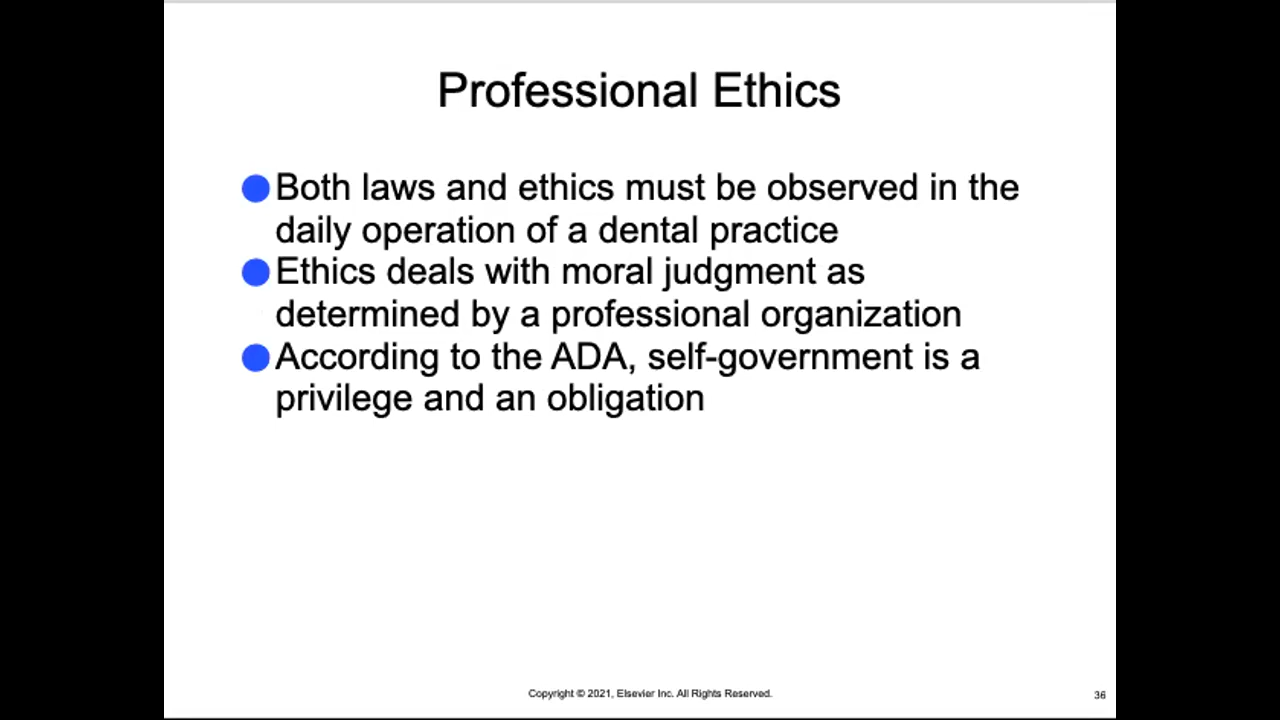 Professional Ethics
Both laws and ethics must be observed in the
daily operation of a dental practice
Ethics deals with moral judgment as
determined by a professional organization
According to the ADA, self-government is a
privilege and an obligation
Copyright © 2021, Elsevier Inc. All Rights Reserved.
36